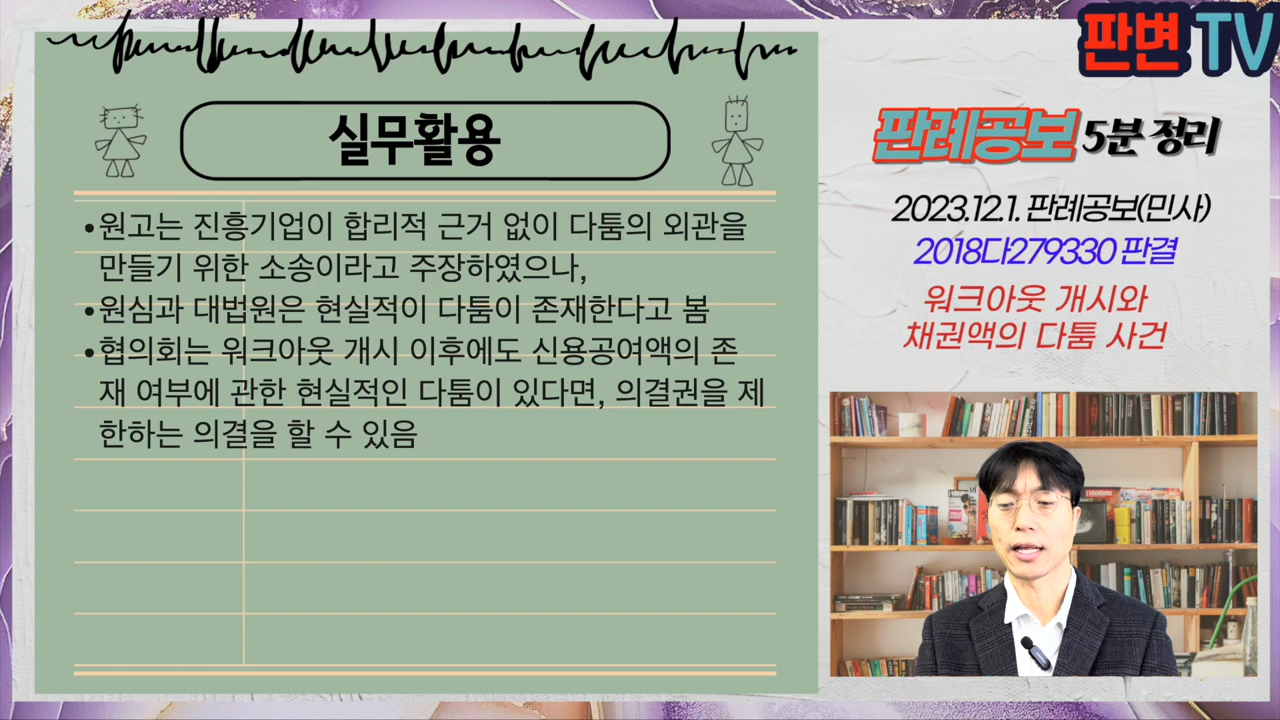 판변 TV
실무활용
•원고는 진흥기업이 합리적 근거 없이 다툼의 외관을
만들기 위한 소송이라고 주장하였으나,
•원심과 대법원은 현실적이 다툼이 존재한다고 봄
•협의회는 워크아웃 개시 이후에도 신용공여액의 존
재 여부에 관한 현실적인 다툼이 있다면, 의결권을 제
한하는 의결을 할 수 있음
판례공보 5분 정리
2023.12.1. 판례공보(민사)
2018다279330 판결
워크아웃 개시와
채권액의 다툼 사건